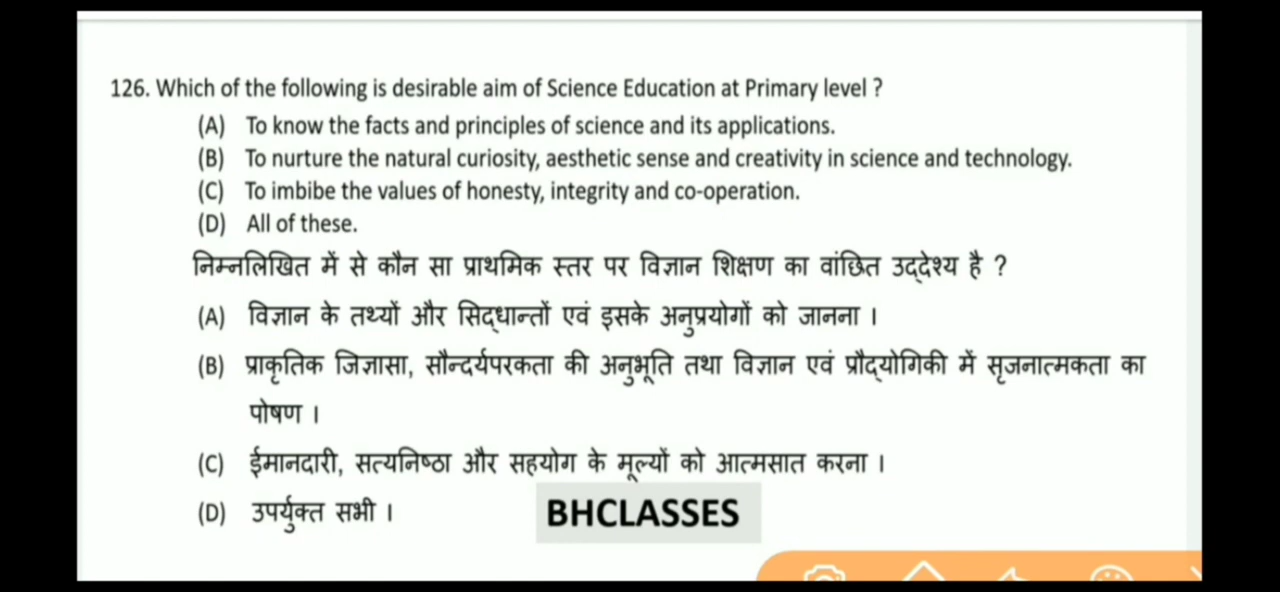 126. Which of the following is desirable aim of Science Education at Primary level ?
(A) To know the facts and principles of science and its applications.
(B) To nurture the natural curiosity, aesthetic sense and creativity in science and technology.
(C) To imbibe the values of honesty, integrity and co-operation.
(D) All of these.
निम्नलिखित में से कौन सा प्राथमिक स्तर पर विज्ञान शिक्षण का वांछित उद्देश्य है ?
(A) विज्ञान के तथ्यों और सिद्धान्तों एवं इसके अनुप्रयोगों को जानना ।
(B) प्राकृतिक जिज्ञासा, सौन्दर्यपरकता की अनुभूति तथा विज्ञान एवं प्रौद्योगिकी में सृजनात्मकता का
पोषण ।
(C) ईमानदारी, सत्यनिष्ठा और सहयोग के मूल्यों को आत्मसात करना ।
(D) उपर्युक्त सभी ।
BHCLASSES